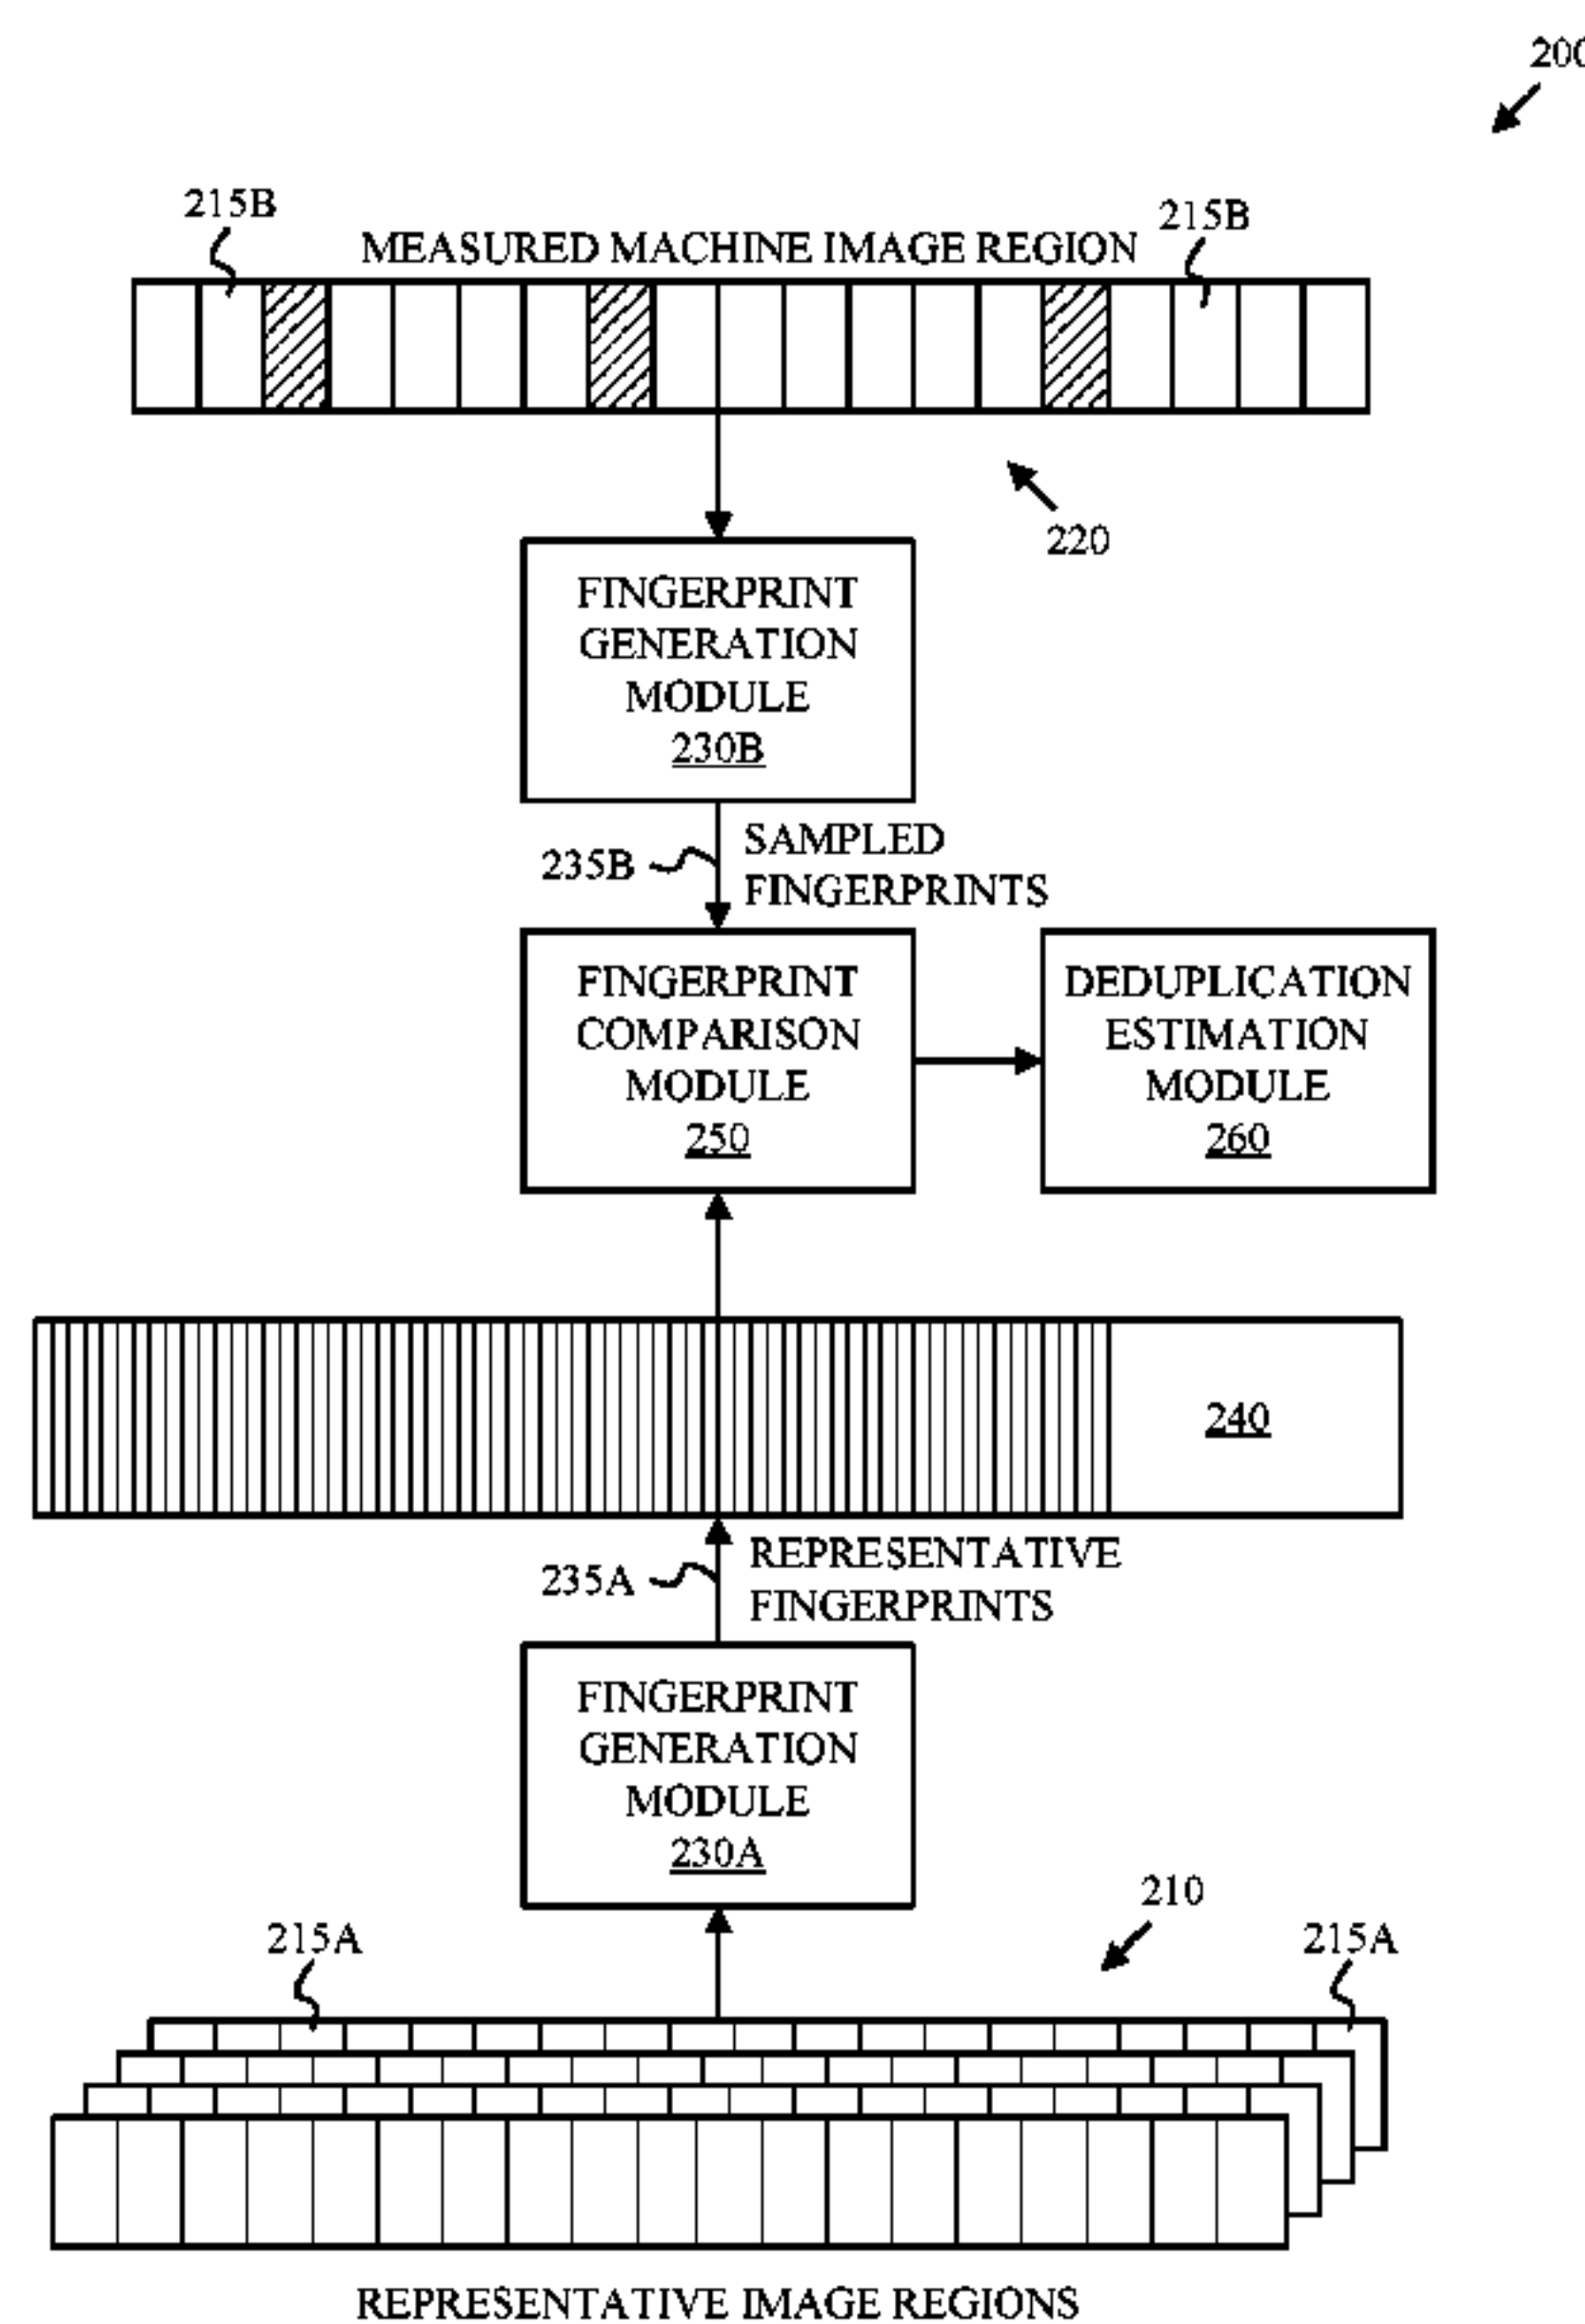 200
215B
215B
MEASURED MACHINE IMAGE REGION
220
FINGERPRINT
GENERATION
MODULE
230B
235B
SAMPLED
FINGERPRINTS
FINGERPRINT
COMPARISON
MODULE
250
DEDUPLICATION
ESTIMATION
MODULE
260
240
235A
REPRESENTATIVE
FINGERPRINTS
FINGERPRINT
GENERATION
MODULE
230A
210
215A
215A
REPRESENTATIVE IMAGE REGIONS